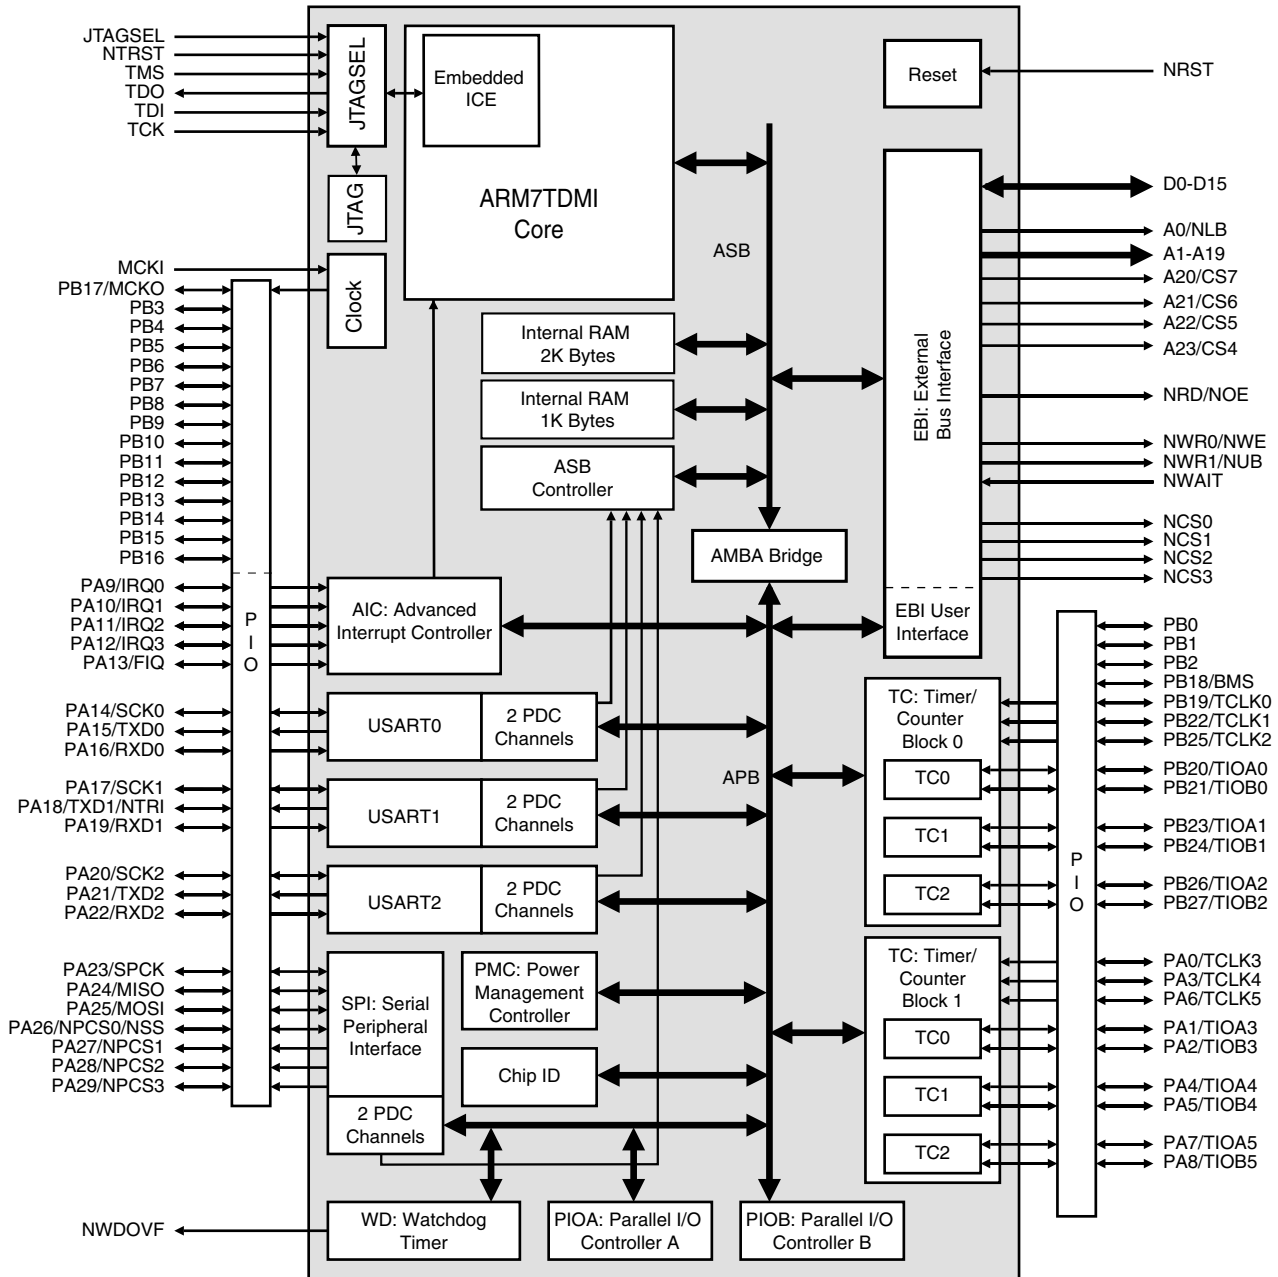 JTAGSEL
NTRST
TMS
TDO
TDI
TCK
JTAGSEL
JTAG
Embedded
ICE
ARM7TDMI
Core
Reset
NRST
MCKI
PB17/MCKO
PB3
PB4
PB5
PB6
PB7
PB8
PB9
PB10
PB11
PB12
PB13
PB14
PB15
PB16
PA9/IRQ0
PA10/IRQ1
PA11/IRQ2
PA12/IRQ3
PA13/FIQ
PA14/SCK0
PA15/TXD0
PA16/RXD0
PA17/SCK1
PA18/TXD1/NTRI
PA19/RXD1
PA20/SCK2
PA21/TXD2
PA22/RXD2
PA23/SPCK
PA24/MISO
PA25/MOSI
PA26/NPCS0/NSS
PA27/NPCS1
PA28/NPCS2
PA29/NPCS3
NWDOVF
P
I
O
Clock
Internal RAM
2K Bytes
Internal RAM
1K Bytes
ASB
Controller
ASB
AMBA Bridge
AIC: Advanced
Interrupt Controller
USART0
2 PDC
Channels
USART1
2 PDC
Channels
USART2
2 PDC
Channels
APB
SPI: Serial
Peripheral
Interface
2 PDC
Channels
PMC: Power
Management
Controller
Chip ID
WD: Watchdog
Timer
PIOA: Parallel I/O
Controller A
PIOB: Parallel I/O
Controller B
EBI: External
Bus Interface
EBI User
Interface
TC: Timer/
Counter
Block 0
TC0
TC1
TC2
TC: Timer/
Counter
Block 1
TC0
TC1
TC2
P
I
O
D0-D15
A0/NLB
A1-A19
A20/CS7
A21/CS6
A22/CS5
A23/CS4
NRD/NOE
NWR0/NWE
NWR1/NUB
NWAIT
NCS0
NCS1
NCS2
NCS3
PB0
PB1
PB2
PB18/BMS
PB19/TCLK0
PB22/TCLK1
PB25/TCLK2
PB20/TIOA0
PB21/TIOB0
PB23/TIOA1
PB24/TIOB1
PB26/TIOA2
PB27/TIOB2
PA0/TCLK3
PA3/TCLK4
PA6/TCLK5
PA1/TIOA3
PA2/TIOB3
PA4/TIOA4
PA5/TIOB4
PA7/TIOA5
PA8/TIOB5